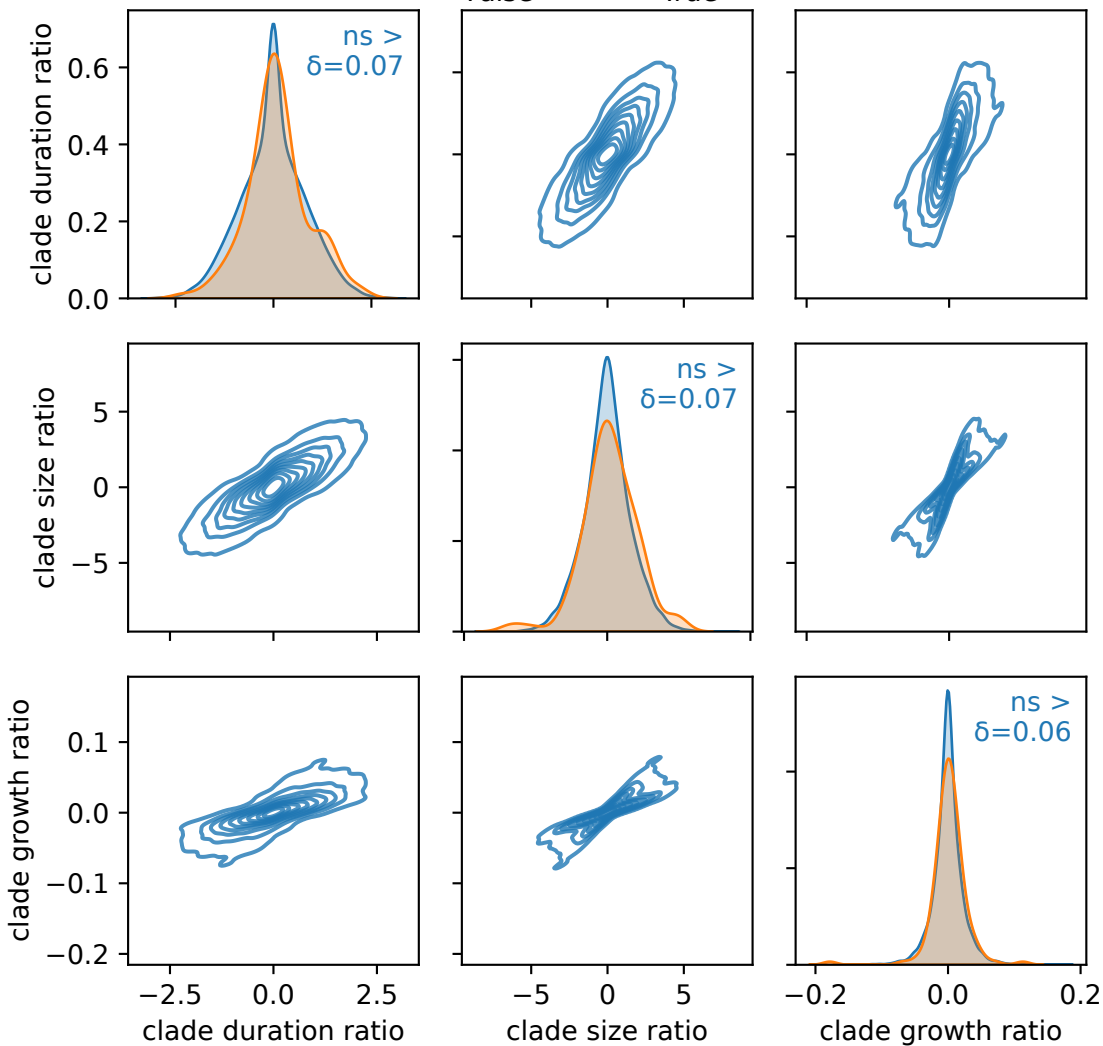 clade duration ratio
0.6
0.4
0.2
0.0
ns >
δ=0.07
clade size ratio
5
0
−5
ns >
δ=0.07
clade growth ratio
0.1
0.0
−0.1
−0.2
ns >
δ=0.06
−2.5 0.0 2.5
−5 0 5
−0.2 0.0 0.2
clade duration ratio
clade size ratio
clade growth ratio